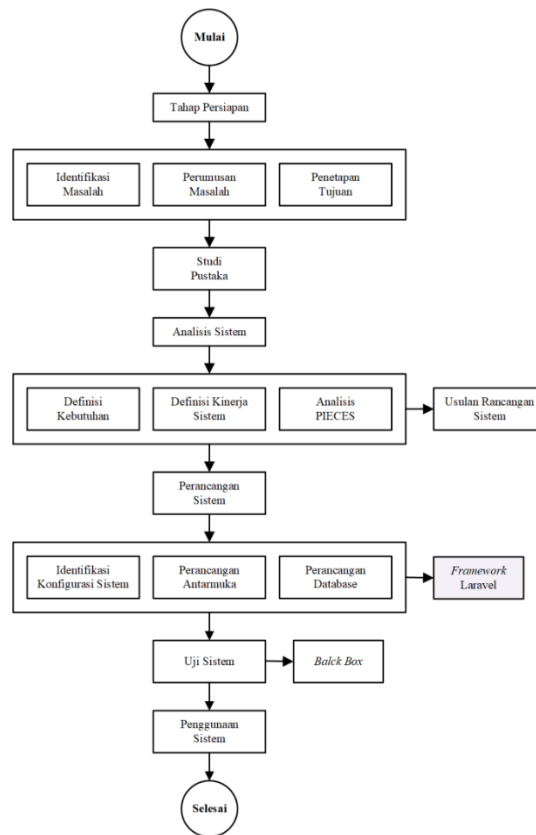 Mulai
Tahap Persiapan
Identifikasi
Masalah
Perumusan
Masalah
Penetapan
Tujuan
Studi
Pustaka
Analisis Sistem
Definisi
Kebutuhan
Definisi Kinerja
Sistem
Analisis
PIECES
Usulan Rancangan
Sistem
Perancangan
Sistem
Identifikasi
Konfigurasi Sistem
Perancangan
Antarmuka
Perancangan
Database
Framework
Laravel
Uji Sistem
Balck Box
Penggunaan
Sistem
Selesai